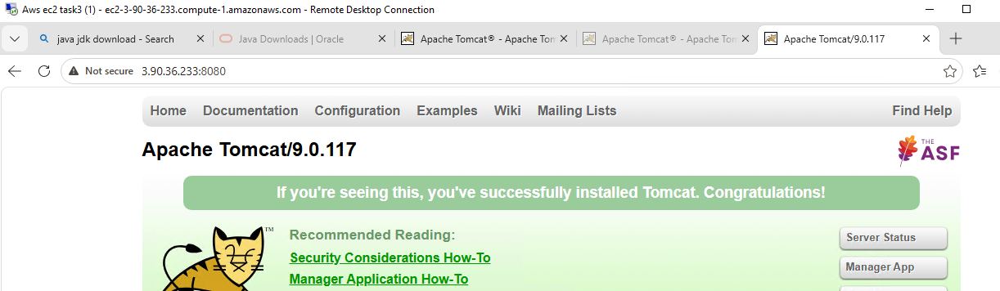 Aws ec2 task3 (1) - ec2-3-90-36-233.compute-1.amazonaws.com - Remote Desktop Connection
java jdk download - Search
Java Downloads | Oracle
Apache Tomcat® - Apache Tom
Apache Tomcat® - Apache Tom
Apache Tomcat/9.0.117
Not secure 3.90.36.233:8080
Home Documentation Configuration Examples Wiki Mailing Lists Find Help
Apache Tomcat/9.0.117
THE
ASF
If you're seeing this, you've successfully installed Tomcat. Congratulations!
TM
Recommended Reading:
Security Considerations How-To
Manager Application How-To
Server Status
Manager App